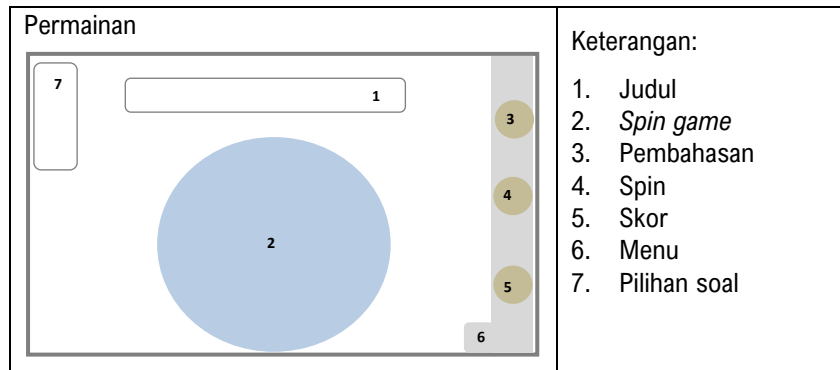 Permainan
7
1
3
4
2
5
6
Keterangan:
1. Judul
2. Spin game
3. Pembahasan
4. Spin
5. Skor
6. Menu
7. Pilihan soal